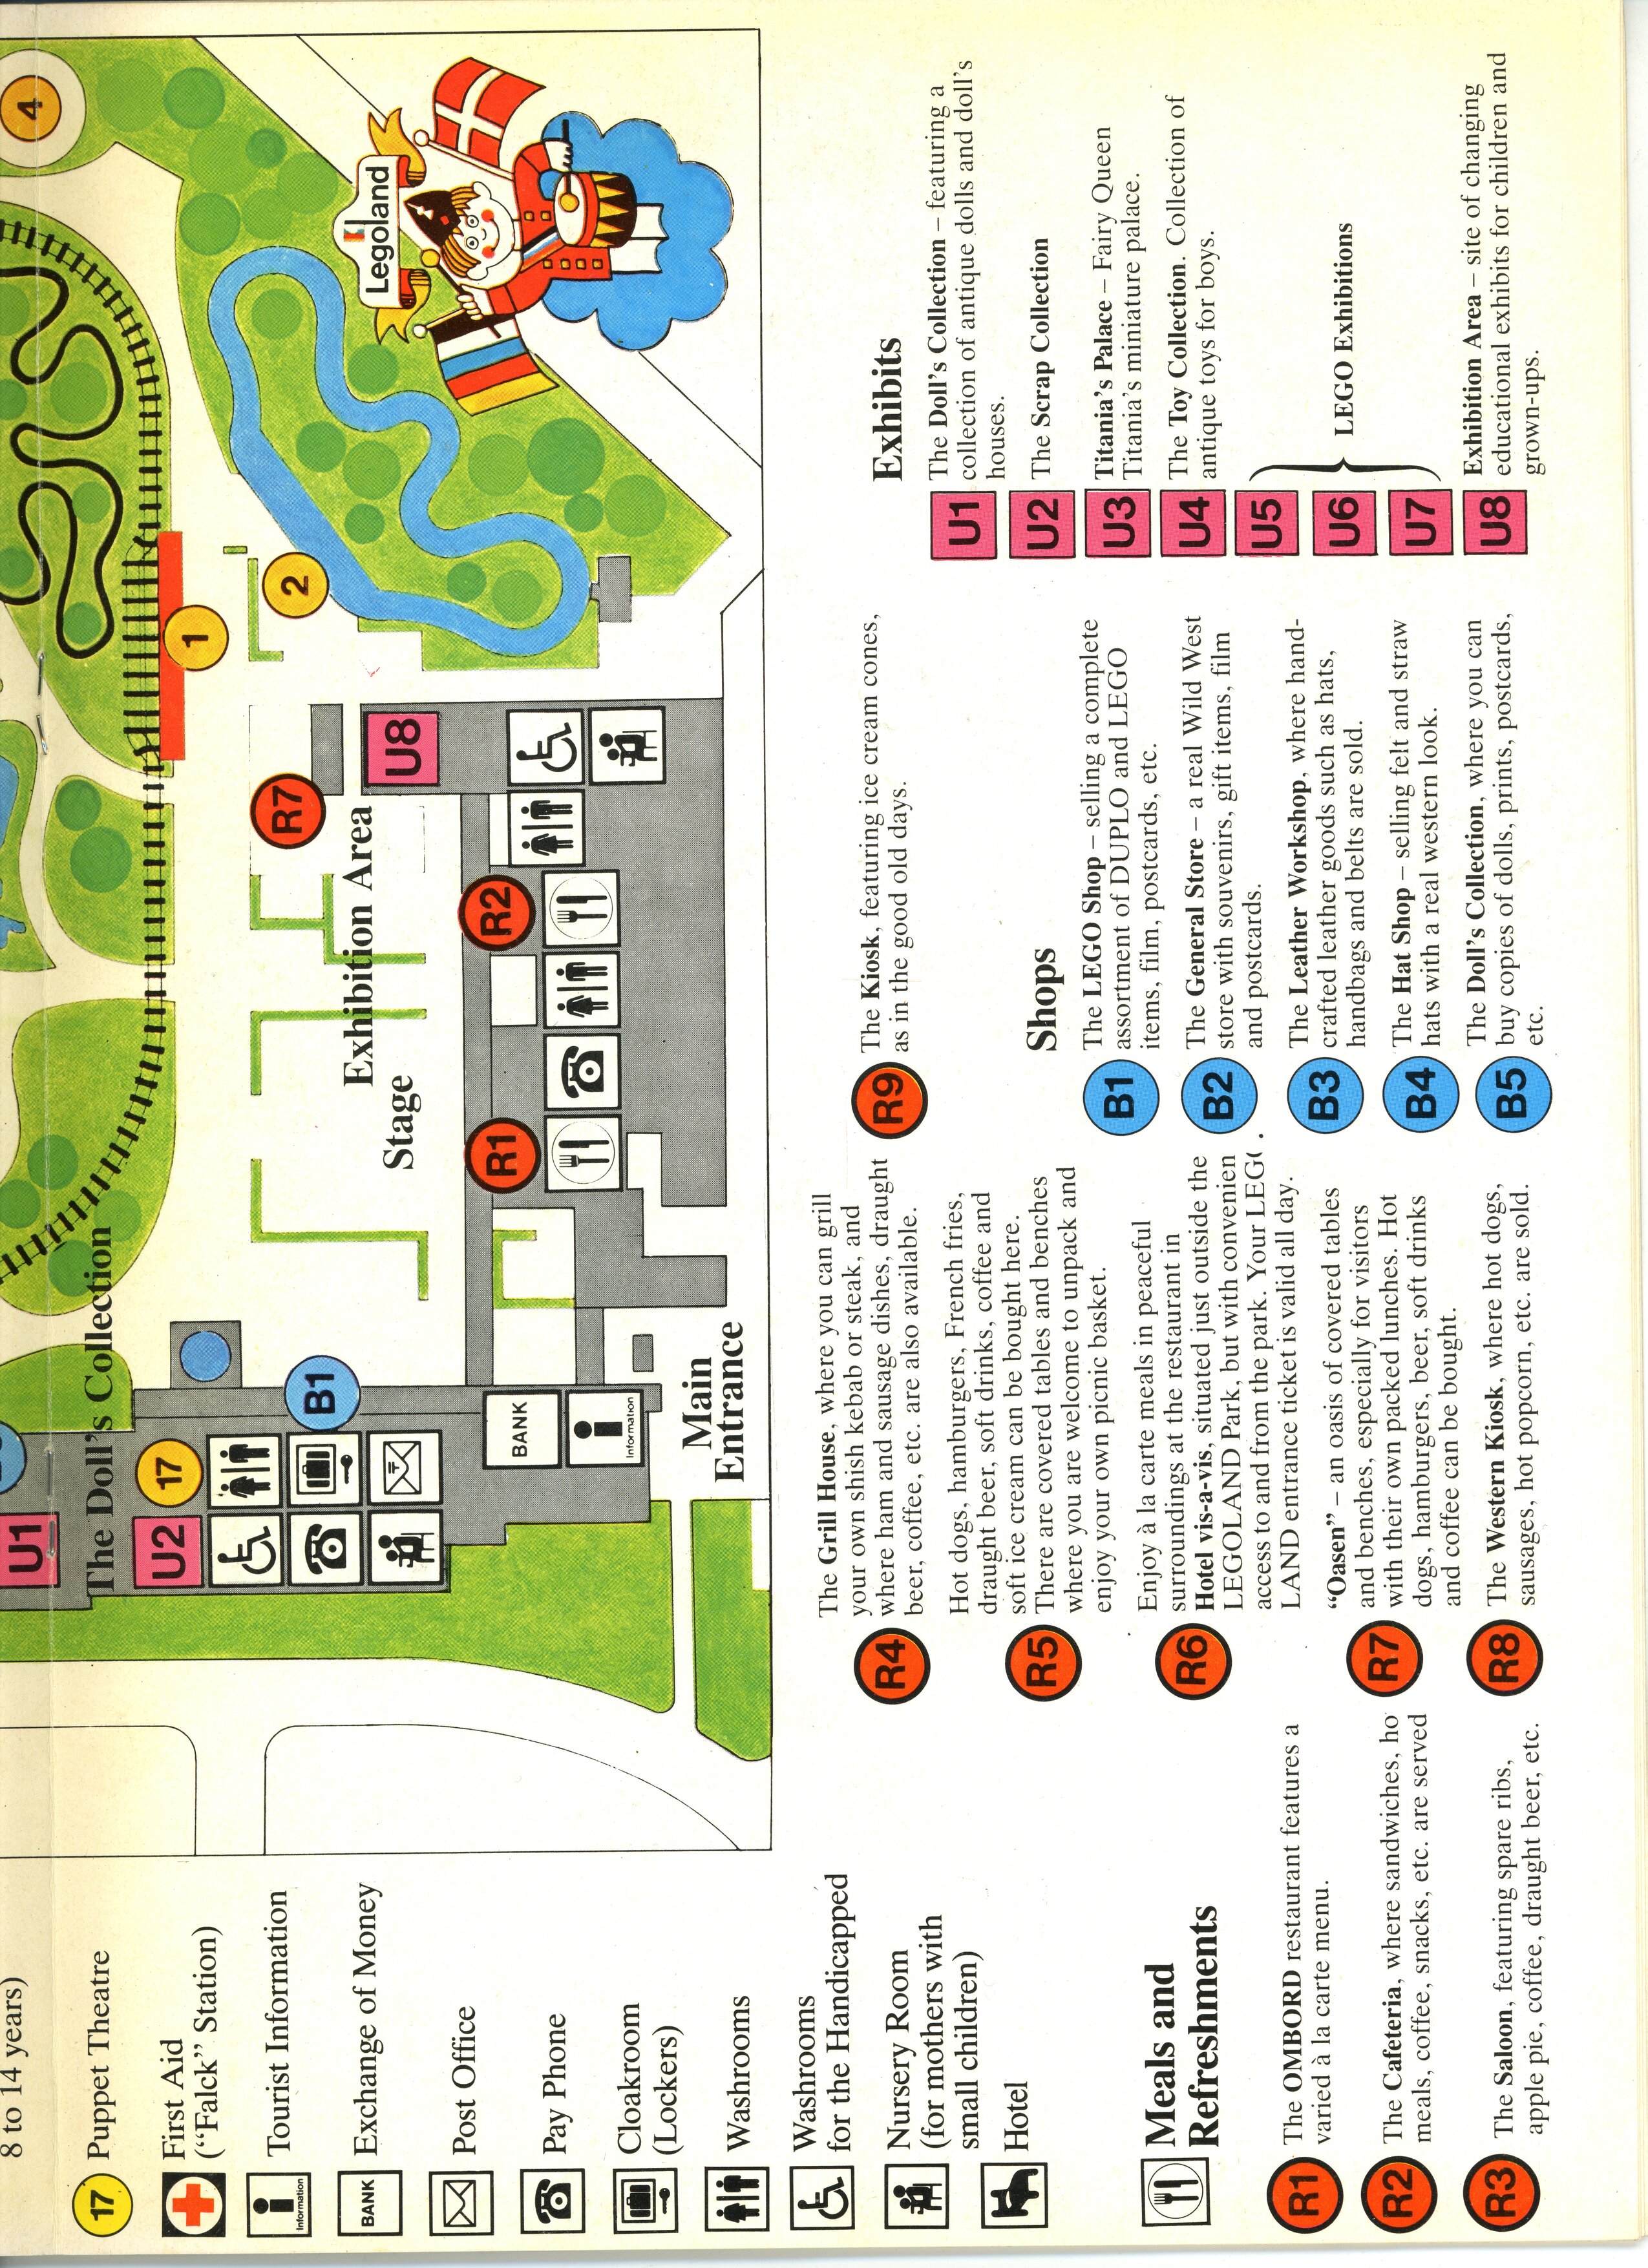 4
Legoland
1
2
R7
U8
Exhibition Area
Stage
R2
R1
The Doll's Collection
U1
U2
17
B1
BANK
Information
Main
Entrance
8 to 14 years)
17 Puppet Theatre
First Aid
(“Falck” Station)
Information Tourist Information
BANK Exchange of Money
Post Office
Pay Phone
Cloakroom
(Lockers)
Washrooms
Washrooms
for the Handicapped
Nursery Room
(for mothers with
small children)
Hotel
Meals and
Refreshments
R1 The OMBORD restaurant features a
varied à la carte menu.
R2 The Cafeteria, where sandwiches, ho
meals, coffee, snacks, etc. are served
R3 The Saloon, featuring spare ribs,
apple pie, coffee, draught beer, etc.
R4 The Grill House, where you can grill
your own shish kebab or steak, and
where ham and sausage dishes, draught
beer, coffee, etc. are also available.
R5 Hot dogs, hamburgers, French fries,
draught beer, soft drinks, coffee and
soft ice cream can be bought here.
There are covered tables and benches
where you are welcome to unpack and
enjoy your own picnic basket.
R6 Enjoy à la carte meals in peaceful
surroundings at the restaurant in
Hotel vis-a-vis, situated just outside the
LEGOLAND Park, but with convenien
access to and from the park. Your LEG
LAND entrance ticket is valid all day.
R7 “Oasen” – an oasis of covered tables
and benches, especially for visitors
with their own packed lunches. Hot
dogs, hamburgers, beer, soft drinks
and coffee can be bought.
R8 The Western Kiosk, where hot dogs,
sausages, hot popcorn, etc. are sold.
R9 The Kiosk, featuring ice cream cones,
as in the good old days.
Shops
B1 The LEGO Shop – selling a complete
assortment of DUPLO and LEGO
items, film, postcards, etc.
B2 The General Store – a real Wild West
store with souvenirs, gift items, film
and postcards.
B3 The Leather Workshop, where hand-
crafted leather goods such as hats,
handbags and belts are sold.
B4 The Hat Shop – selling felt and straw
hats with a real western look.
B5 The Doll's Collection, where you can
buy copies of dolls, prints, postcards,
etc.
Exhibits
U1 The Doll's Collection – featuring a
collection of antique dolls and doll's
houses.
U2 The Scrap Collection
U3 Titania's Palace – Fairy Queen
Titania's miniature palace.
U4 The Toy Collection. Collection of
antique toys for boys.
U5
U6 LEGO Exhibitions
U7
U8 Exhibition Area – site of changing
educational exhibits for children and
grown-ups.